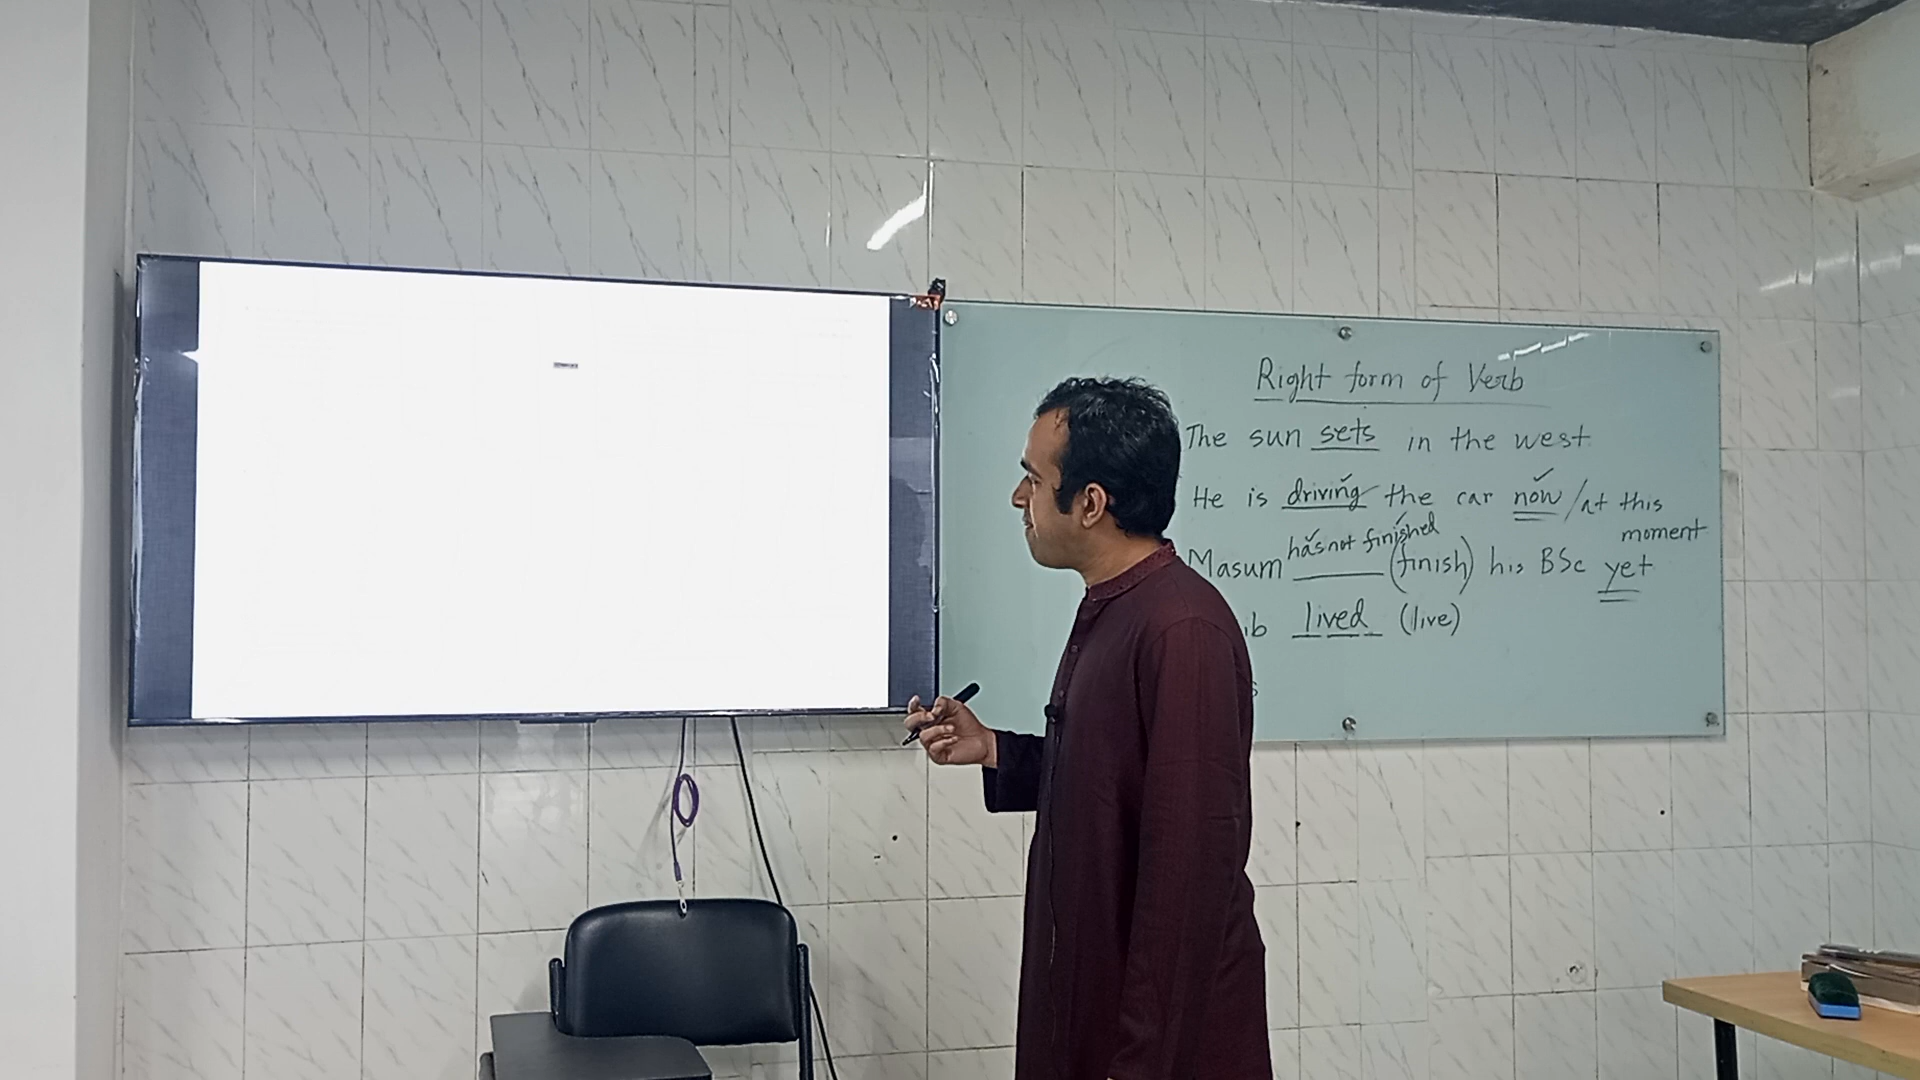 Right form of Verb
The sun sets in the west.
He is driving the car now / at this
moment
has not finished
Masum ____ (finish) his BSc yet
lived (live)